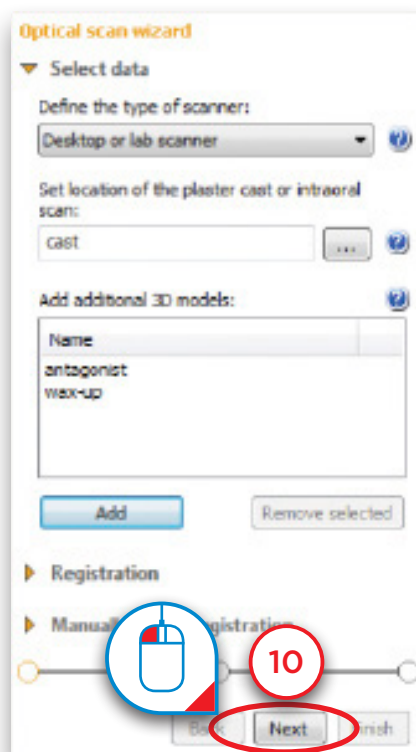 Optical scan wizard
Select data
Define the type of scanner:
Desktop or lab scanner
Set location of the plaster cast or intraoral
scan:
cast
...
Add additional 3D models:
Name
antagonist
wax-up
Add
Remove selected
Registration
10
Next